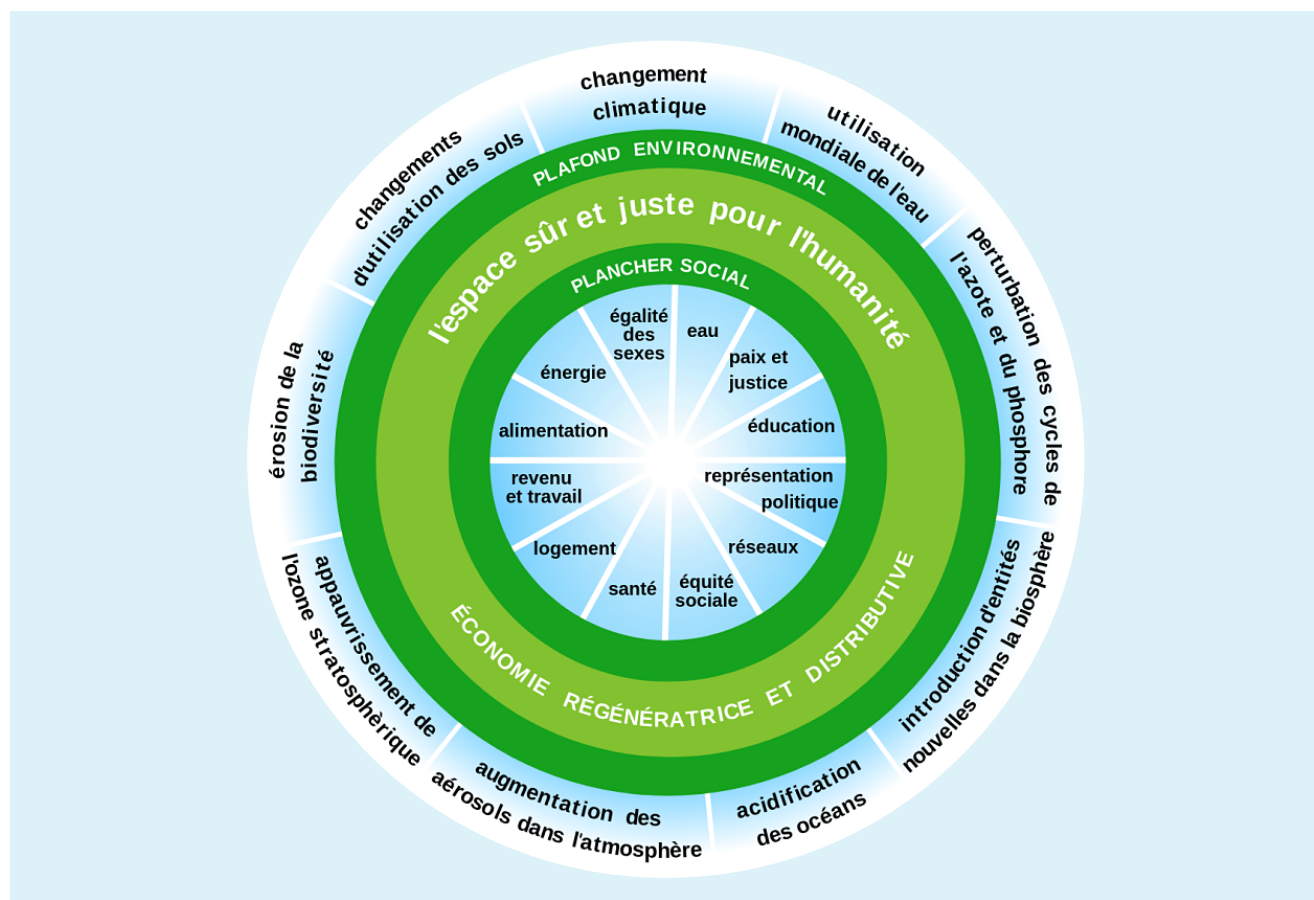 changement
climatique
utilisation
mondiale de l'eau
perturbation des cycles de
l'azote et du phosphore
introduction d'entités
nouvelles dans la biosphère
acidification
des océans
augmentation des
aérosols dans l'atmosphère
appauvrissement de
l'ozone stratosphèrique
érosion de la
biodiversité
changements
d'utilisation des sols
PLAFOND ENVIRONNEMENTAL
l'espace sûr et juste pour l'humanité
PLANCHER SOCIAL
égalité
des
sexes
eau
paix et
justice
éducation
représentation
politique
réseaux
équité
sociale
santé
logement
revenu
et travail
alimentation
énergie
ÉCONOMIE RÉGÉNÉRATRICE ET DISTRIBUTIVE